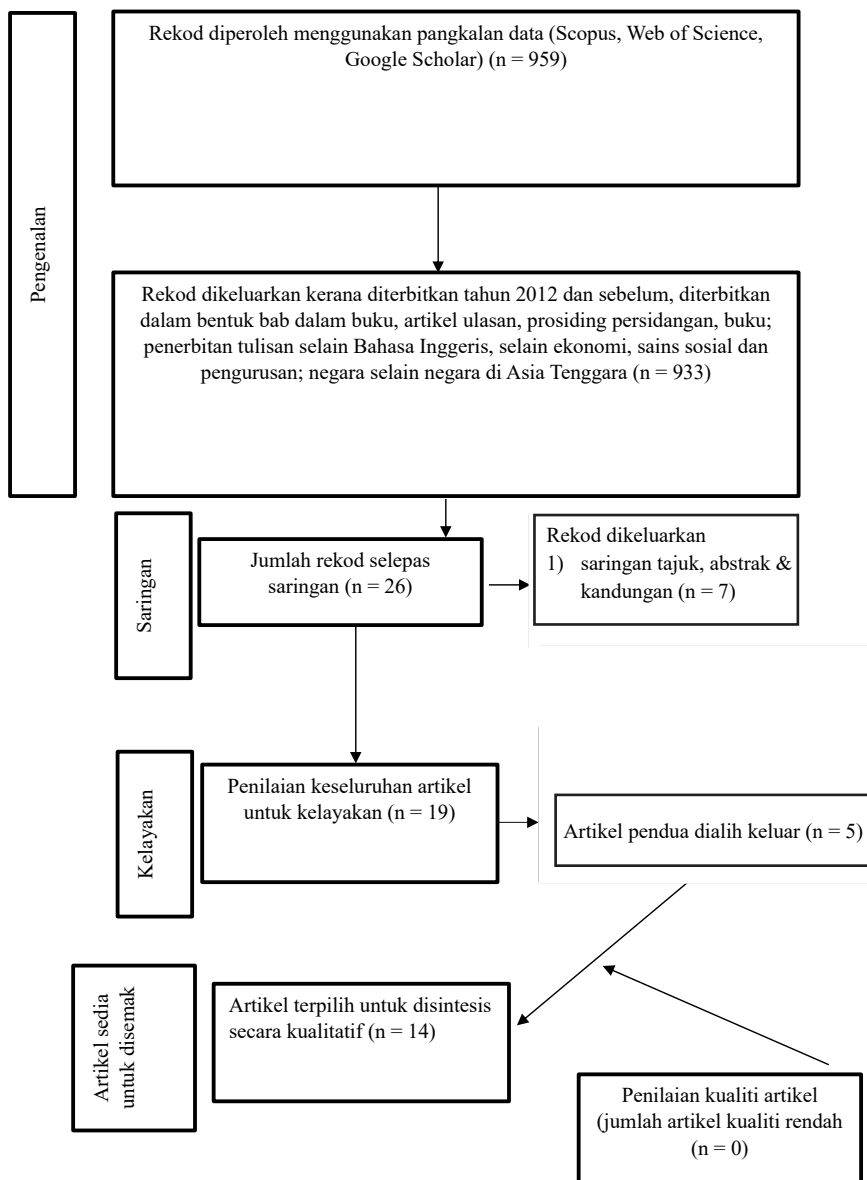 Pengenalan
Rekod diperoleh menggunakan pangkalan data (Scopus, Web of Science,
Google Scholar) (n = 959)
Rekod dikeluarkan kerana diterbitkan tahun 2012 dan sebelum, diterbitkan
dalam bentuk bab dalam buku, artikel ulasan, prosiding persidangan, buku;
penerbitan tulisan selain Bahasa Inggeris, selain ekonomi, sains sosial dan
pengurusan; negara selain negara di Asia Tenggara (n = 933)
Saringan
Jumlah rekod selepas
saringan (n = 26)
Rekod dikeluarkan
1) saringan tajuk, abstrak &
kandungan (n = 7)
Kelayakan
Penilaian keseluruhan artikel
untuk kelayakan (n = 19)
Artikel pendua dialih keluar (n = 5)
Artikel sedia
untuk disemak
Artikel terpilih untuk disintesis
secara kualitatif (n = 14)
Penilaian kualiti artikel
(jumlah artikel kualiti rendah
(n = 0)